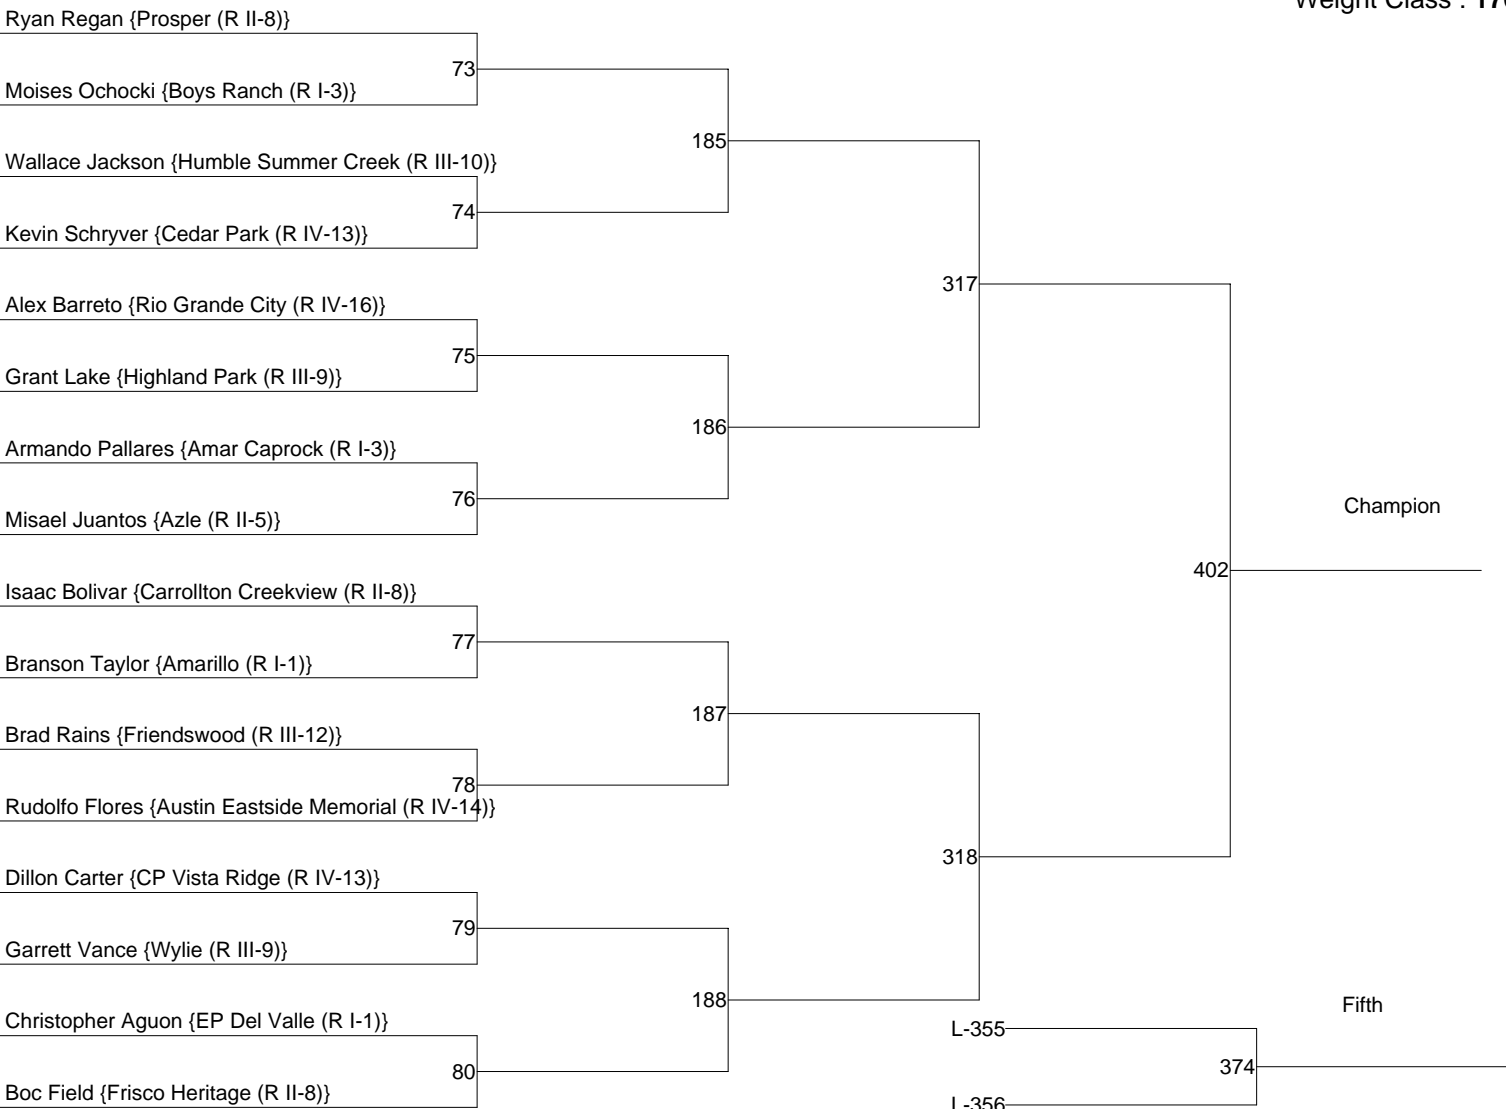 Weight Class :
Ryan Regan {Prosper (R II-8)}
73
Moises Ochocki {Boys Ranch (R I-3)}
185
Wallace Jackson {Humble Summer Creek (R III-10)}
74
Kevin Schryver {Cedar Park (R IV-13)}
317
Alex Barreto {Rio Grande City (R IV-16)}
75
Grant Lake {Highland Park (R III-9)}
186
Armando Pallares {Amar Caprock (R I-3)}
76
Misael Juantos {Azle (R II-5)}
Champion
402
Isaac Bolivar {Carrollton Creekview (R II-8)}
77
Branson Taylor {Amarillo (R I-1)}
187
Brad Rains {Friendswood (R III-12)}
78
Rudolfo Flores {Austin Eastside Memorial (R IV-14)}
318
Dillon Carter {CP Vista Ridge (R IV-13)}
79
Garrett Vance {Wylie (R III-9)}
188
Fifth
Christopher Aguon {EP Del Valle (R I-1)}
L-355
80
374
Boc Field {Frisco Heritage (R II-8)}
L-356